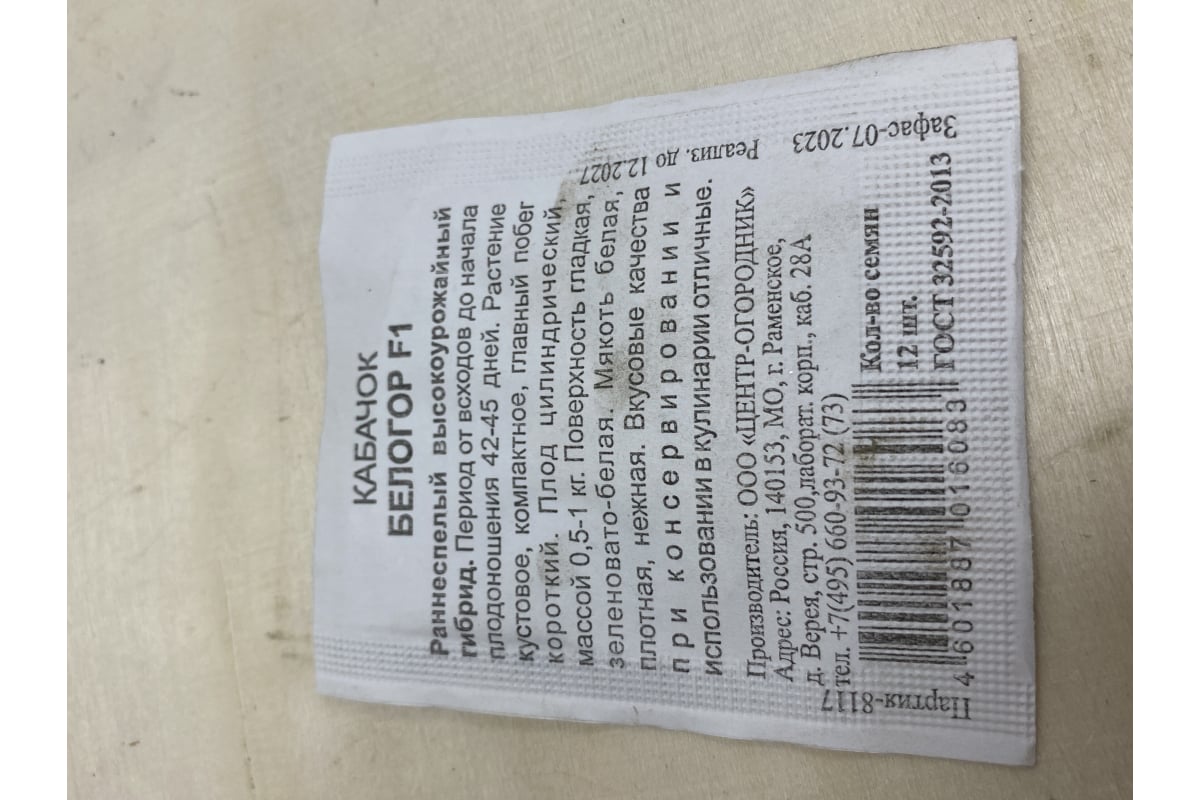 КАБАЧОК
БЕЛОГОР F1
Раннеспелый высокоурожайный
гибрид. Период от всходов до начала
плодоношения 42-45 дней. Растение
кустовое, компактное, главный побег
короткий. Плод цилиндрический,
массой 0,5-1 кг. Поверхность гладкая,
зеленовато-белая. Мякоть белая,
плотная, нежная. Вкусовые качества
при консервировании и
использовании в кулинарии отличные.
Производитель: ООО «ЦЕНТР-ОГОРОДНИК»
Адрес: Россия, 140153, МО, г. Раменское,
д. Верея, стр. 500,лаборат. корп., каб. 28А
тел. +7(495) 660-93-72 (73)
Кол-во семян
12 шт.
ГОСТ 32592-2013
4 601887 016083
Партия-8117
Реализ. до 12.2027
Зафас-07.2023